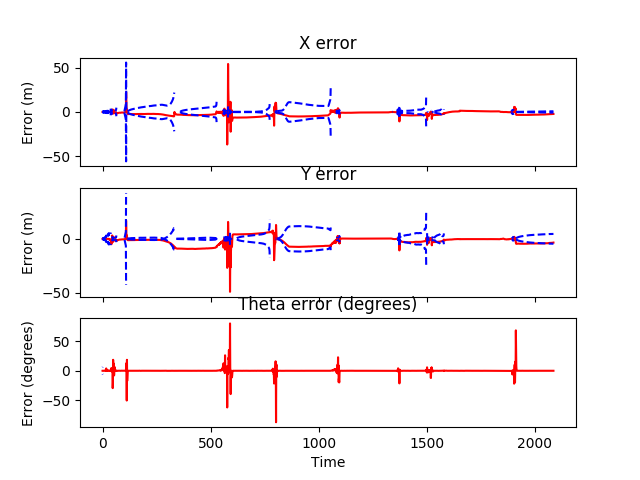 X error
Error (m)
50
0
−50
Y error
Error (m)
0
−50
Theta error (degrees)
Error (degrees)
50
0
−50
0
500
1000
1500
2000
Time